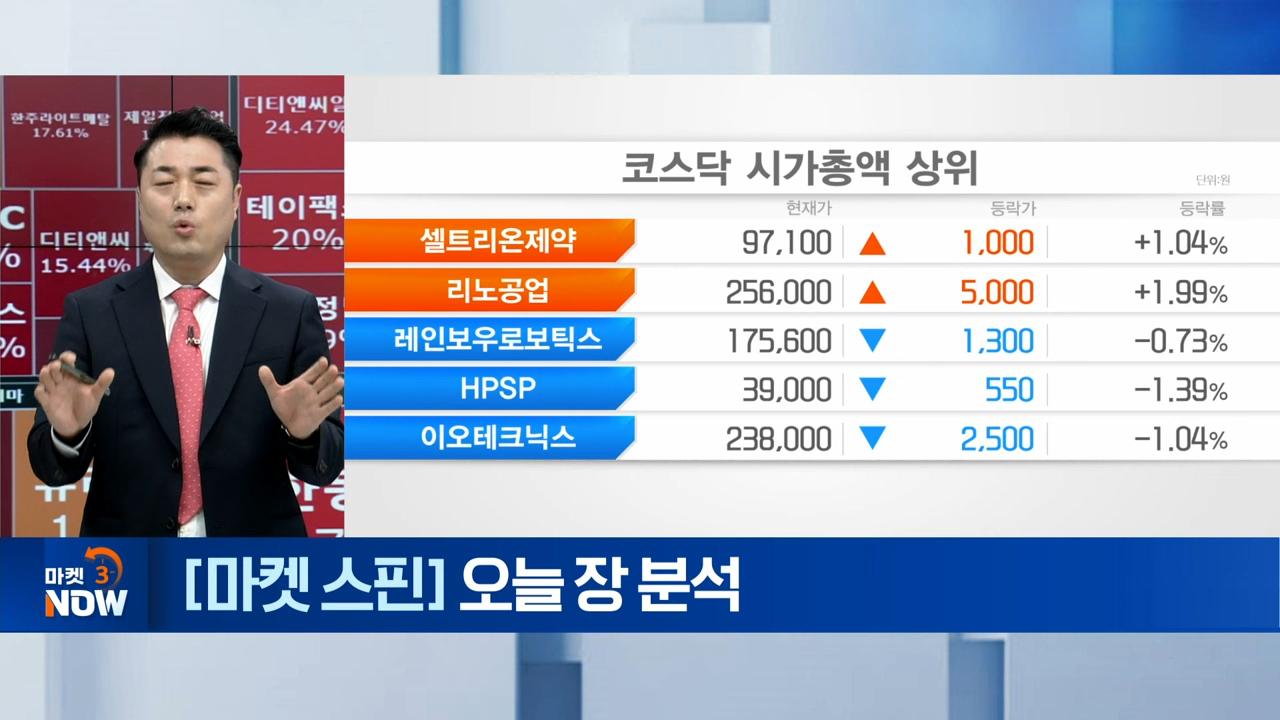 한주라이트메탈
17.61%
디티앤씨알
24.47%
테이팩
20%
디티앤씨
15.44%
코스닥 시가총액 상위
단위:원
현재가 등락가 등락률
셀트리온제약 97,100 ▲ 1,000 +1.04%
리노공업 256,000 ▲ 5,000 +1.99%
레인보우로보틱스 175,600 ▼ 1,300 -0.73%
HPSP 39,000 ▼ 550 -1.39%
이오테크닉스 238,000 ▼ 2,500 -1.04%
마켓 3 NOW
[마켓 스핀] 오늘 장 분석